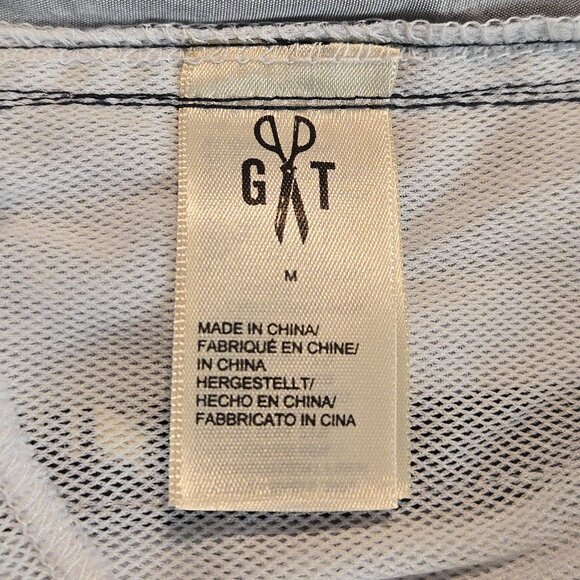 G T
M
MADE IN CHINA/
FABRIQUÉ EN CHINE/
IN CHINA
HERGESTELLT/
HECHO EN CHINA/
FABBRICATO IN CINA